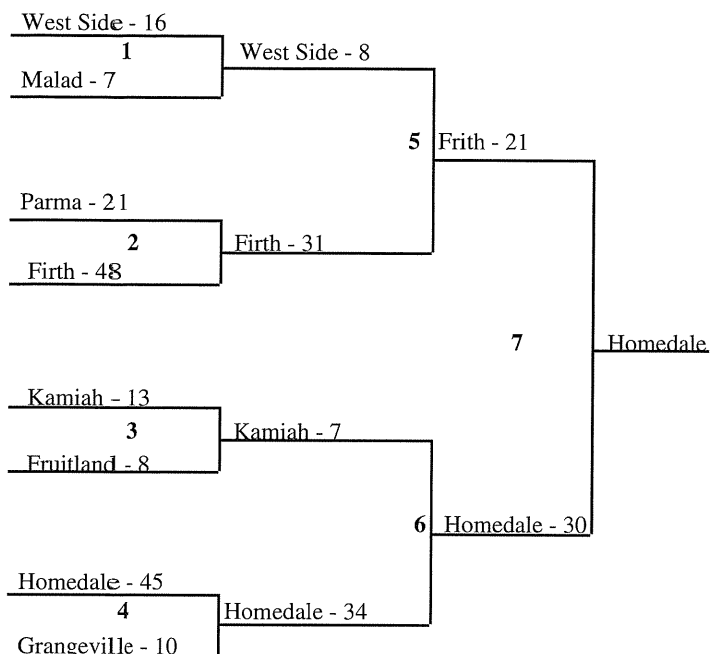 West Side - 16
1
West Side - 8
Malad - 7
5
Frith - 21
Parma - 21
2
Firth - 31
Firth - 48
7
Homedale
Kamiah - 13
3
Kamiah - 7
Fruitland - 8
6
Homedale - 30
Homedale - 45
4
Homedale - 34
Grangeville - 10